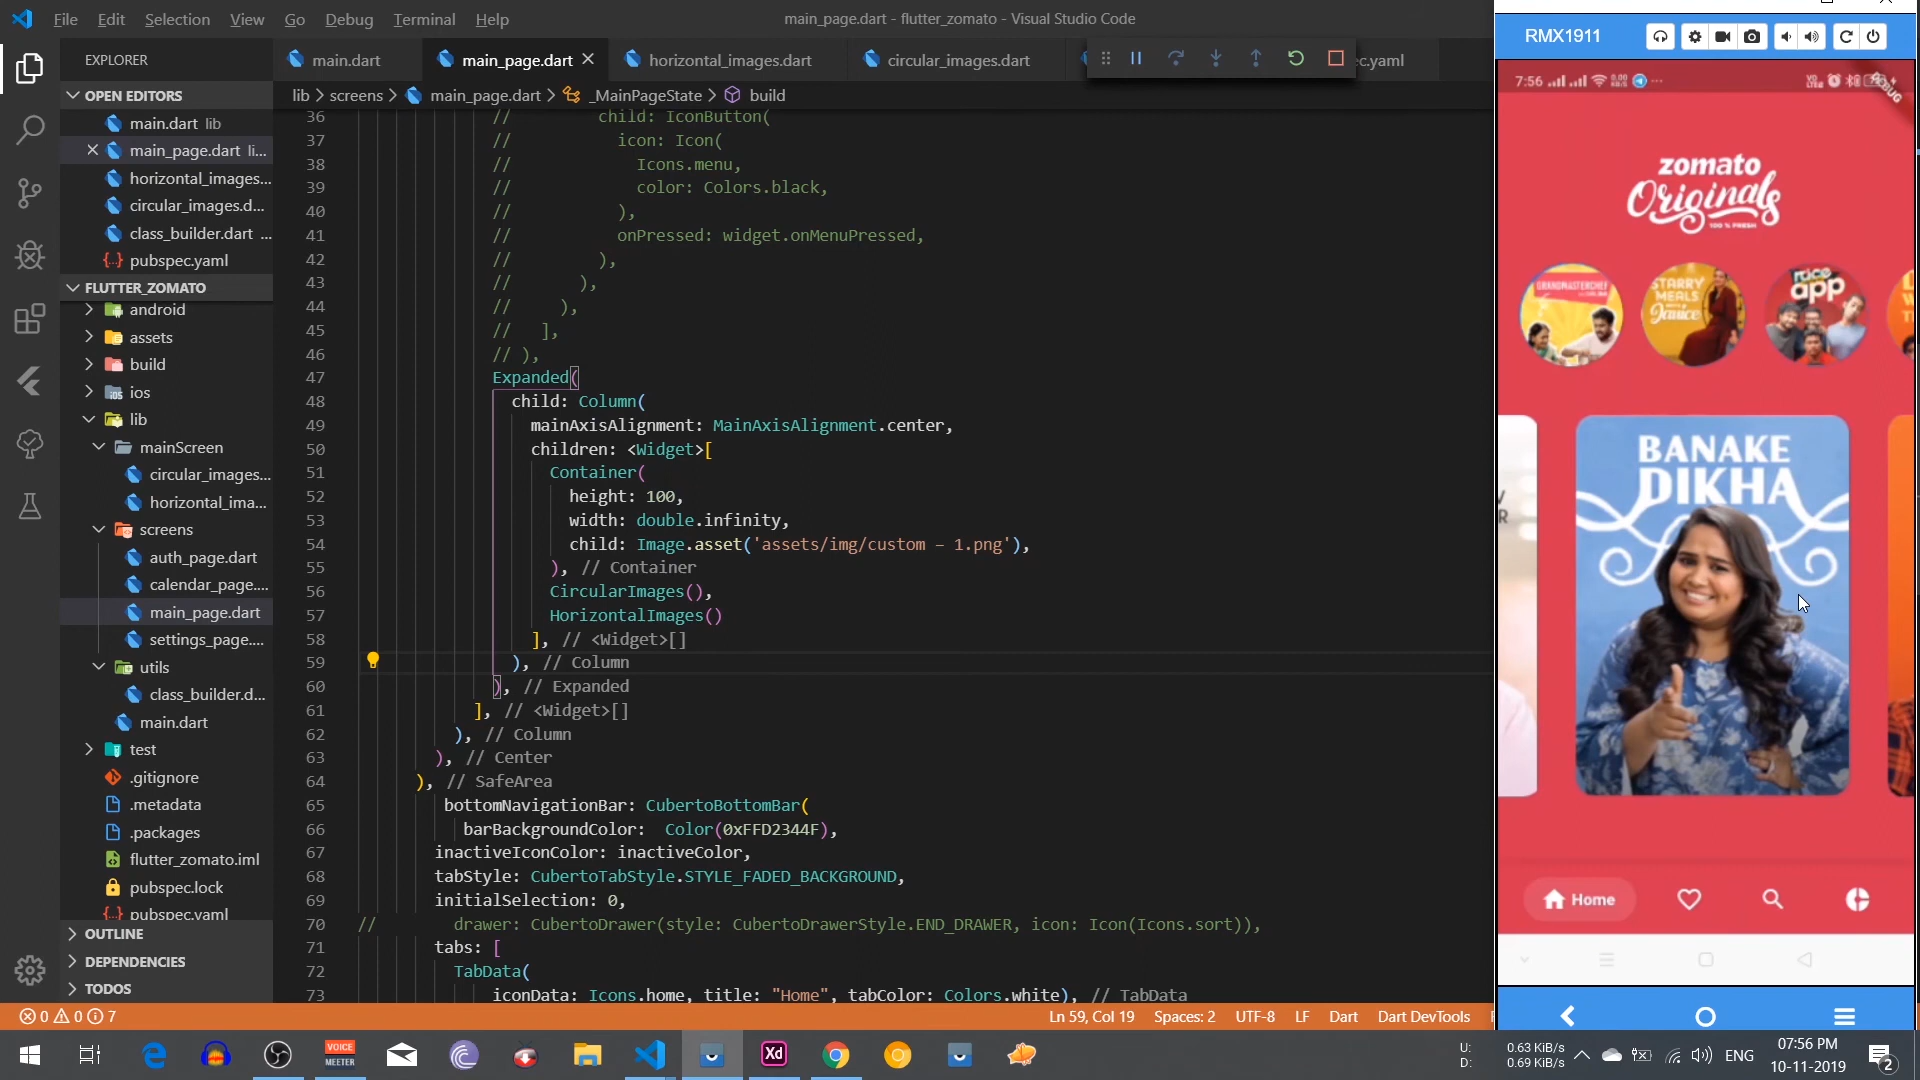 File Edit Selection View Go Debug Terminal Help
main_page.dart - flutter_zomato - Visual Studio Code
EXPLORER
main.dart
main_page.dart
horizontal_images.dart
circular_images.dart
c.yaml
lib > screens > main_page.dart > _MainPageState > build
OPEN EDITORS
main.dart lib
main_page.dart li...
horizontal_images...
circular_images.d...
class_builder.dart ...
pubspec.yaml
FLUTTER_ZOMATO
android
assets
build
ios
lib
mainScreen
circular_images...
horizontal_ima...
screens
auth_page.dart
calendar_page....
main_page.dart
settings_page....
utils
class_builder.d...
main.dart
test
.gitignore
.metadata
.packages
flutter_zomato.iml
pubspec.lock
pubspec.yaml
OUTLINE
DEPENDENCIES
TODOS
36 // child: IconButton(
37 // icon: Icon(
38 // Icons.menu,
39 // color: Colors.black,
40 // ),
41 // onPressed: widget.onMenuPressed,
42 // ),
43 // ),
44 // ),
45 // ],
46 // ),
47 Expanded(
48 child: Column(
49 mainAxisAlignment: MainAxisAlignment.center,
50 children: <Widget>[
51 Container(
52 height: 100,
53 width: double.infinity,
54 child: Image.asset('assets/img/custom – 1.png'),
55 ), // Container
56 CircularImages(),
57 HorizontalImages()
58 ], // <Widget>[]
59 ), // Column
60 ), // Expanded
61 ], // <Widget>[]
62 ), // Column
63 ), // Center
64 ), // SafeArea
65 bottomNavigationBar: CubertoBottomBar(
66 barBackgroundColor: Color(0xFFD2344F),
67 inactiveIconColor: inactiveColor,
68 tabStyle: CubertoTabStyle.STYLE_FADED_BACKGROUND,
69 initialSelection: 0,
70 // drawer: CubertoDrawer(style: CubertoDrawerStyle.END_DRAWER, icon: Icon(Icons.sort)),
71 tabs: [
72 TabData(
73 iconData: Icons.home, title: "Home", tabColor: Colors.white), // TabData
0 0 7
Ln 59, Col 19 Spaces: 2 UTF-8 LF Dart Dart DevTools
RMX1911
7:56
zomato
Originals
100 % FRESH
GRANDMASTERCHEF
STARRY
MEALS
Janice
app
BANAKE
DIKHA
Home
VOICE
MEETER
Xd
U: 0.63 KiB/s
D: 0.69 KiB/s
ENG
07:56 PM
10-11-2019
2